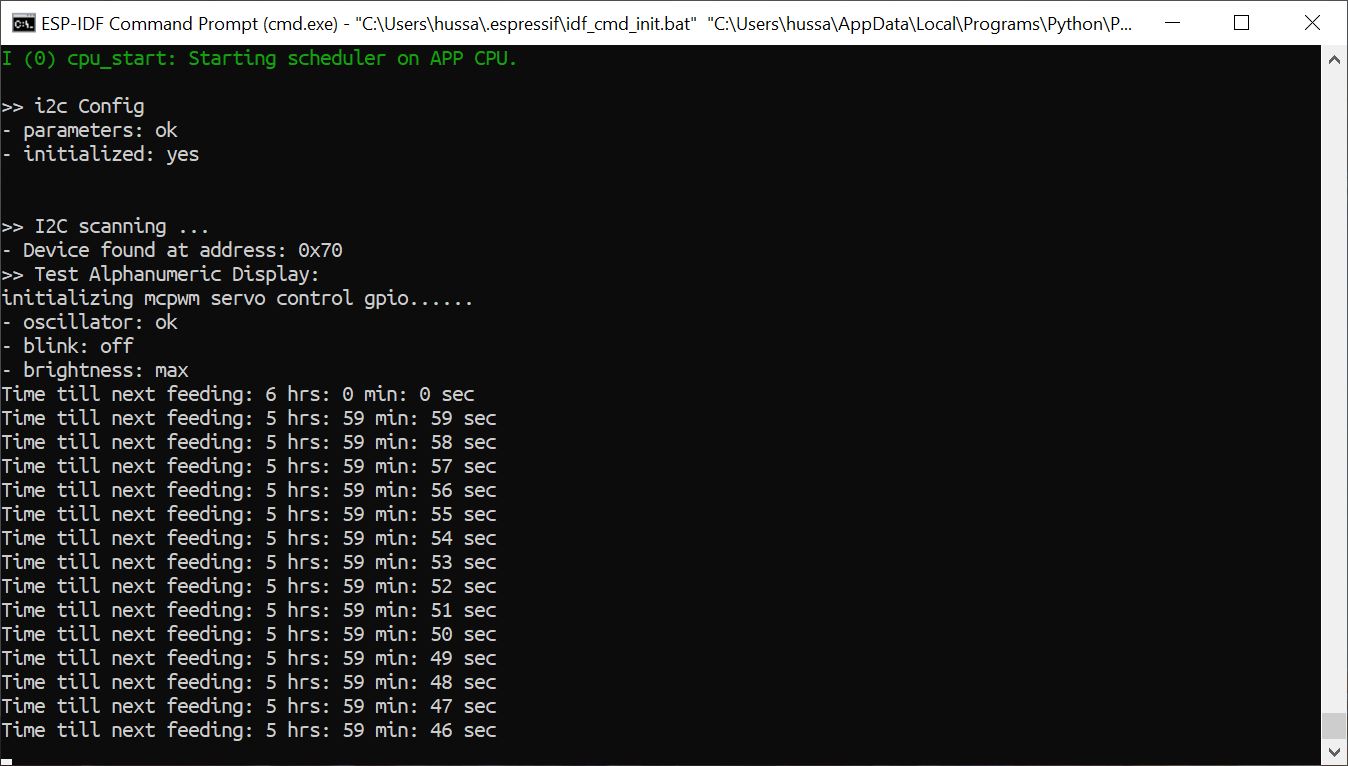 ESP-IDF Command Prompt (cmd.exe) - "C:\Users\hussa\.espressif\idf_cmd_init.bat"  "C:\Users\hussa\AppData\Local\Programs\Python\P...
I (0) cpu_start: Starting scheduler on APP CPU.
>> i2c Config
- parameters: ok
- initialized: yes
>> I2C scanning ...
- Device found at address: 0x70
>> Test Alphanumeric Display:
initializing mcpwm servo control gpio......
- oscillator: ok
- blink: off
- brightness: max
Time till next feeding: 6 hrs: 0 min: 0 sec
Time till next feeding: 5 hrs: 59 min: 59 sec
Time till next feeding: 5 hrs: 59 min: 58 sec
Time till next feeding: 5 hrs: 59 min: 57 sec
Time till next feeding: 5 hrs: 59 min: 56 sec
Time till next feeding: 5 hrs: 59 min: 55 sec
Time till next feeding: 5 hrs: 59 min: 54 sec
Time till next feeding: 5 hrs: 59 min: 53 sec
Time till next feeding: 5 hrs: 59 min: 52 sec
Time till next feeding: 5 hrs: 59 min: 51 sec
Time till next feeding: 5 hrs: 59 min: 50 sec
Time till next feeding: 5 hrs: 59 min: 49 sec
Time till next feeding: 5 hrs: 59 min: 48 sec
Time till next feeding: 5 hrs: 59 min: 47 sec
Time till next feeding: 5 hrs: 59 min: 46 sec